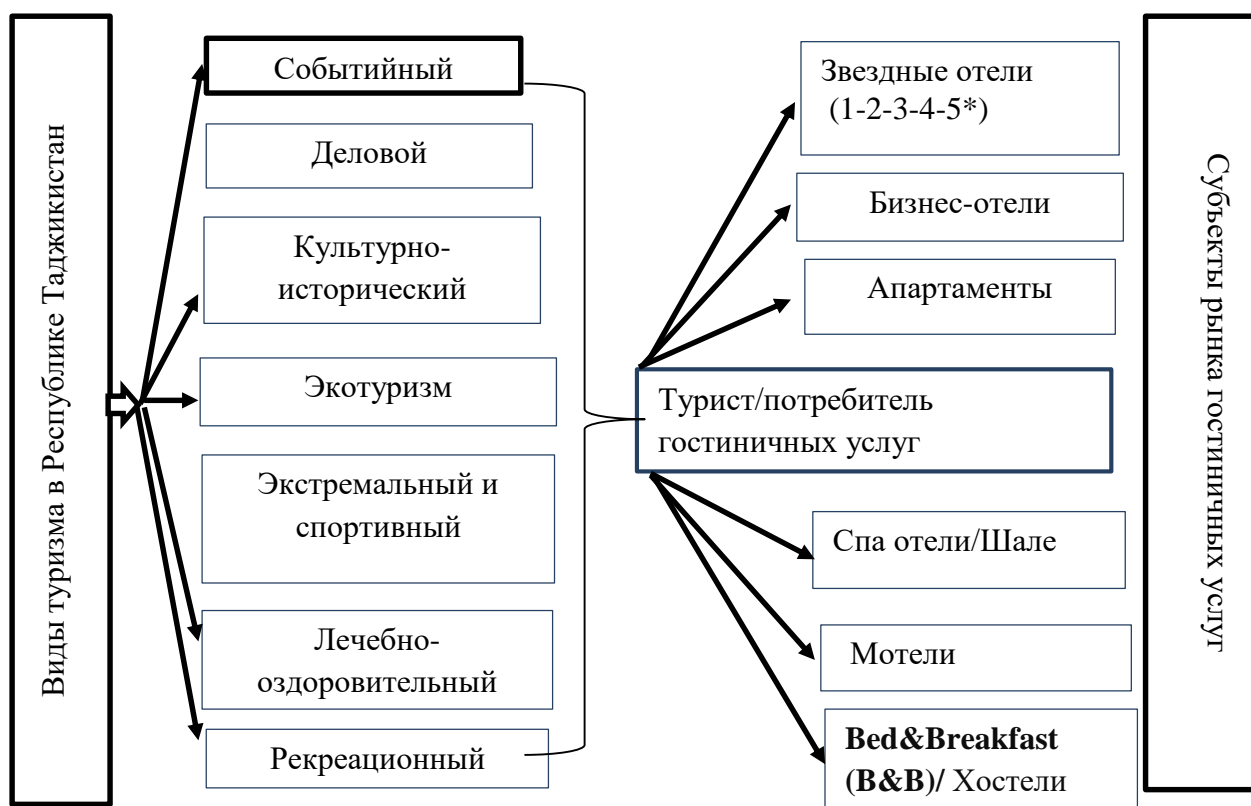 Виды туризма в Республике Таджикистан
Событийный
Деловой
Культурно-
исторический
Экотуризм
Экстремальный и
спортивный
Лечебно-
оздоровительный
Рекреационный
Звездные отели
(1-2-3-4-5*)
Бизнес-отели
Апартаменты
Турист/потребитель
гостиничных услуг
Спа отели/Шале
Мотели
Bed&Breakfast
(B&B)/ Хостели
Субъекты рынка гостиничных услуг